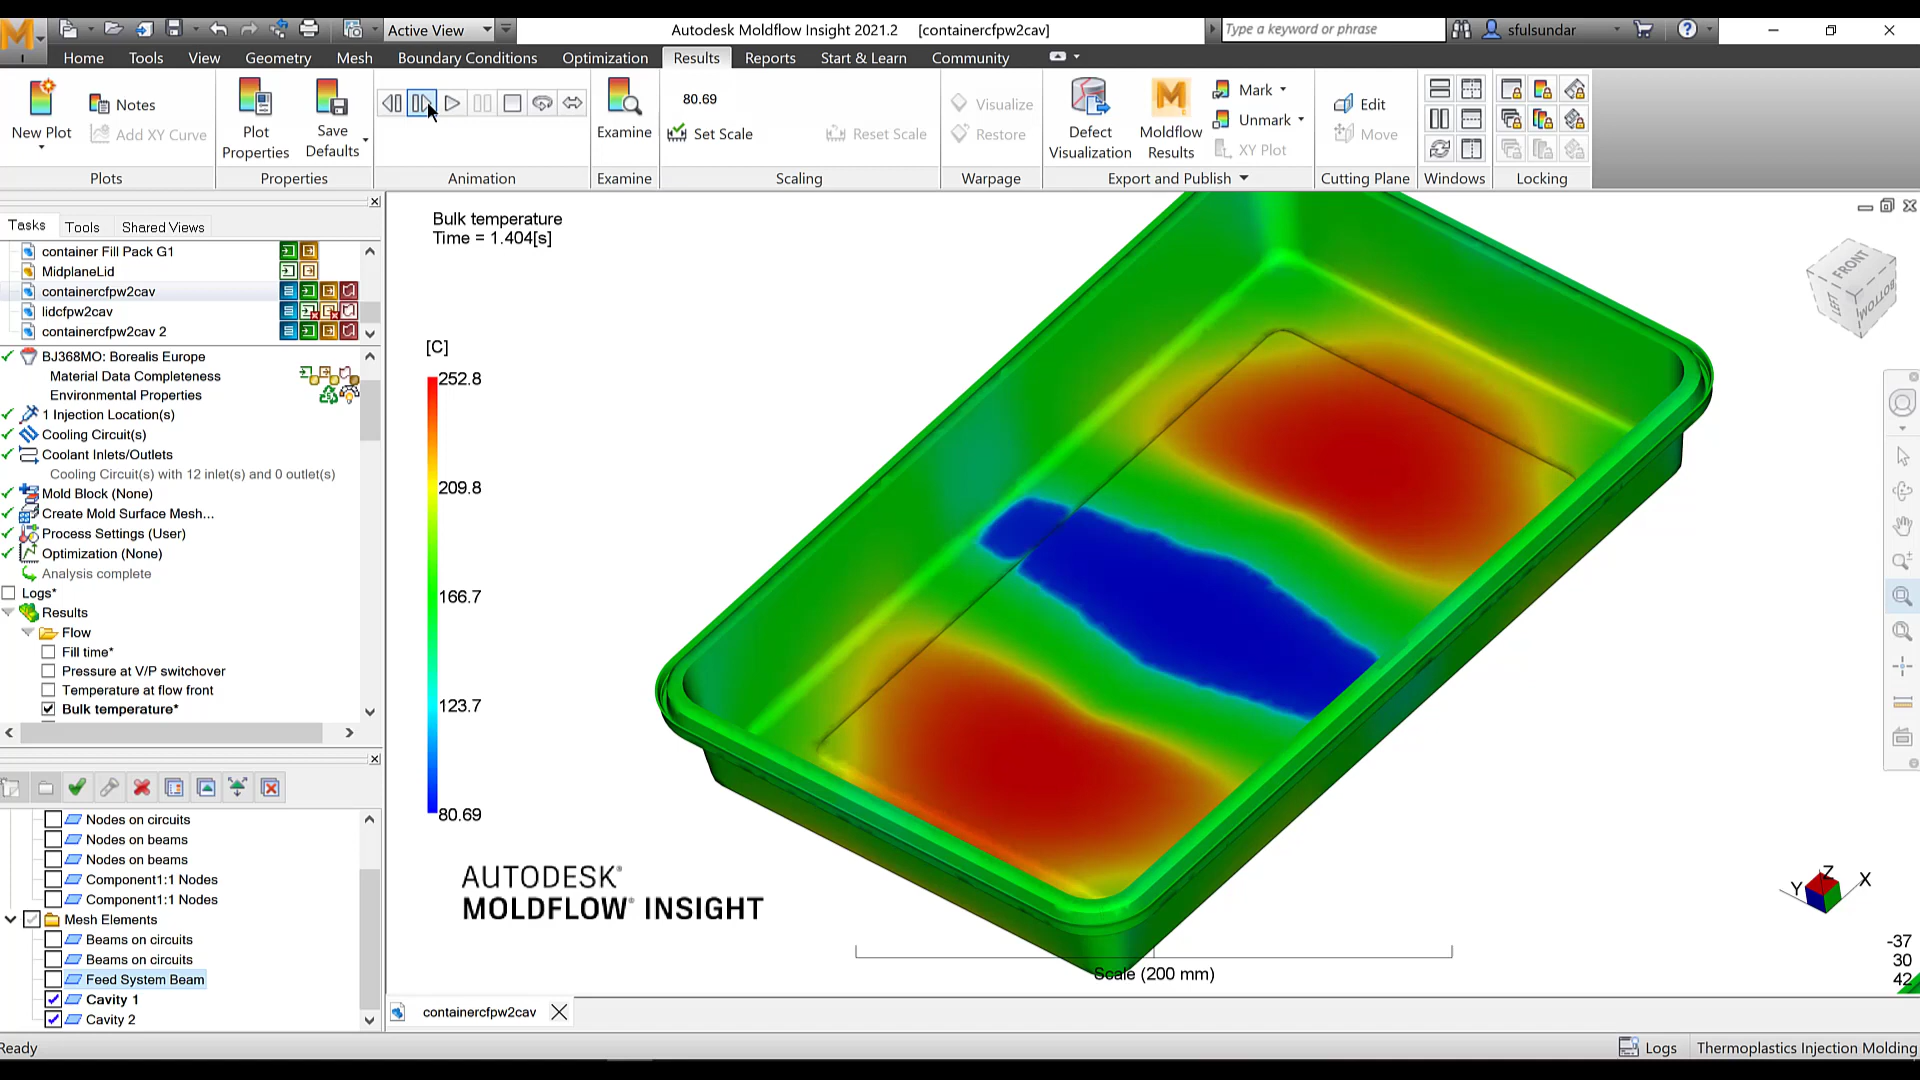 Active View
Autodesk Moldflow Insight 2021.2 [containercfpw2cav]
Type a keyword or phrase
sfulsundar
Home Tools View Geometry Mesh Boundary Conditions Optimization Results Reports Start & Learn Community
New Plot
Notes
Add XY Curve
Plots
Plot Properties
Save Defaults
Properties
Animation
Examine
Examine
80.69
Set Scale
Reset Scale
Scaling
Visualize
Restore
Warpage
Defect Visualization
Moldflow Results
Mark
Unmark
XY Plot
Export and Publish
Edit
Move
Cutting Plane
Windows
Locking
Tasks Tools Shared Views
container Fill Pack G1
MidplaneLid
containercfpw2cav
lidcfpw2cav
containercfpw2cav 2
BJ368MO: Borealis Europe
Material Data Completeness
Environmental Properties
1 Injection Location(s)
Cooling Circuit(s)
Coolant Inlets/Outlets
Cooling Circuit(s) with 12 inlet(s) and 0 outlet(s)
Mold Block (None)
Create Mold Surface Mesh...
Process Settings (User)
Optimization (None)
Analysis complete
Logs*
Results
Flow
Fill time*
Pressure at V/P switchover
Temperature at flow front
Bulk temperature*
Nodes on circuits
Nodes on beams
Nodes on beams
Component1:1 Nodes
Component1:1 Nodes
Mesh Elements
Beams on circuits
Beams on circuits
Feed System Beam
Cavity 1
Cavity 2
Bulk temperature
Time = 1.404[s]
[C]
252.8
209.8
166.7
123.7
80.69
AUTODESK®
MOLDFLOW® INSIGHT
Scale (200 mm)
FRONT
LEFT
BOTTOM
Z
Y
X
-37
30
42
containercfpw2cav
Ready
Logs
Thermoplastics Injection Molding